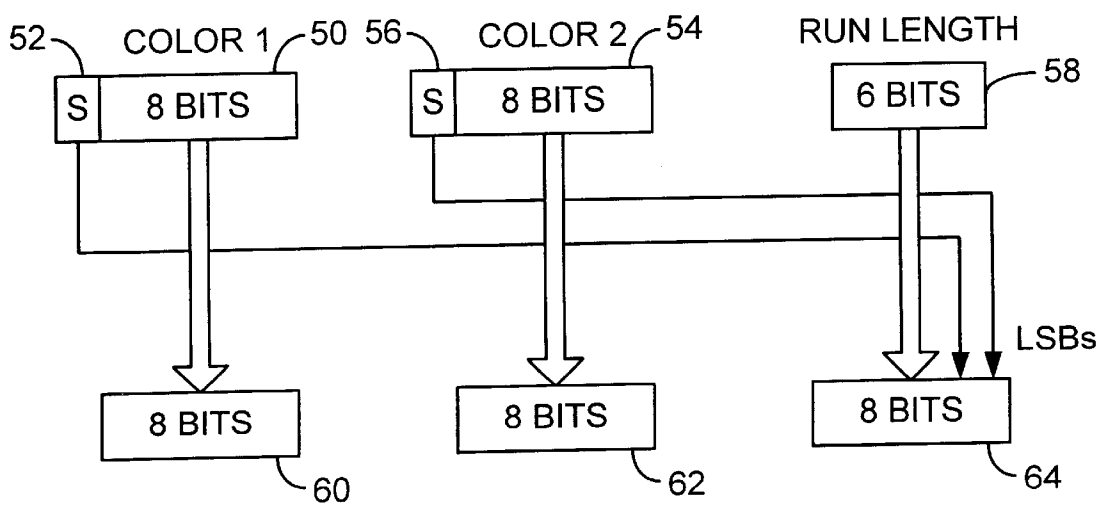 52 COLOR 1 50 56 COLOR 2 54 RUN LENGTH
S 8 BITS S 8 BITS 6 BITS 58
LSBs
8 BITS 8 BITS 8 BITS
60 62 64